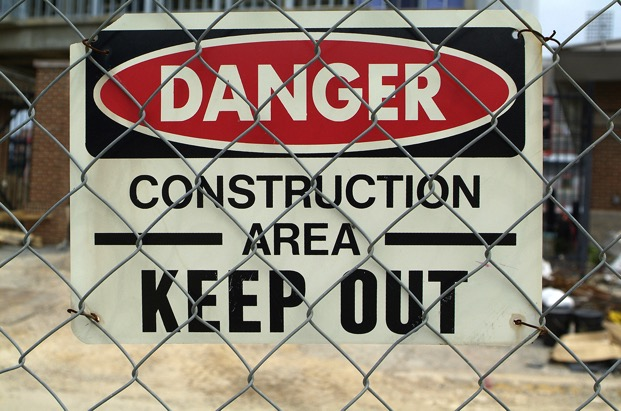 DANGER
CONSTRUCTION
AREA
KEEP OUT